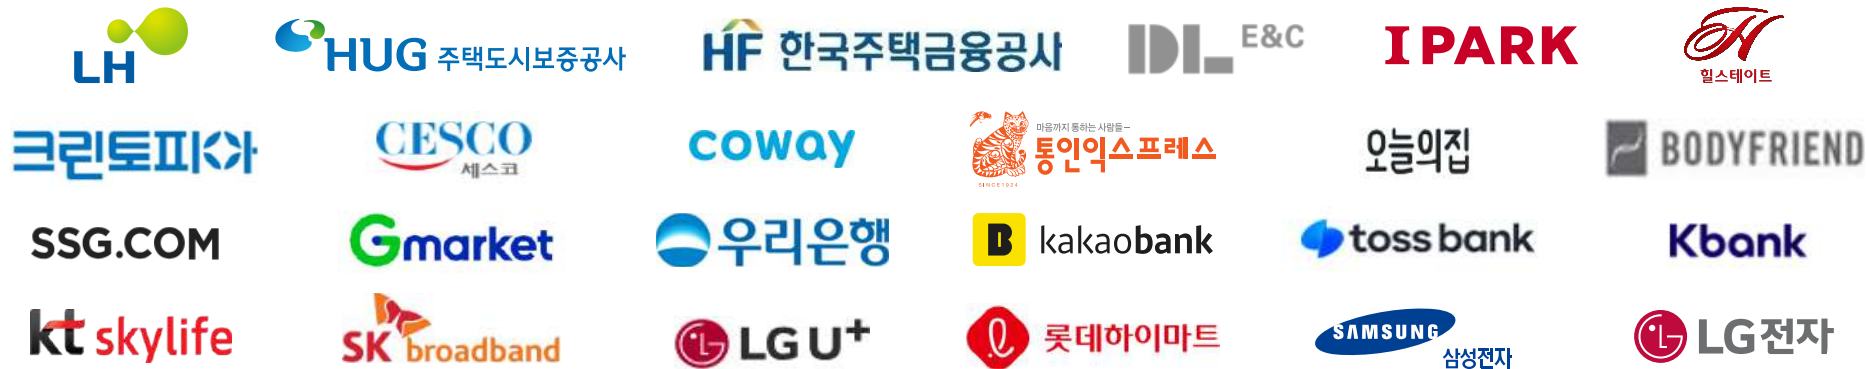 LH
HUG 주택도시보증공사
HF 한국주택금융공사
DL E&C
IPARK
H
힐스테이트
크린토피아
CESCO
세스코
coway
마음까지 통하는 사람들
통인익스프레스
SINCE1924
오늘의집
BODYFRIEND
SSG.COM
Gmarket
우리은행
B kakaobank
toss bank
Kbank
kt skylife
SK broadband
LG U+
롯데하이마트
SAMSUNG
삼성전자
LG전자